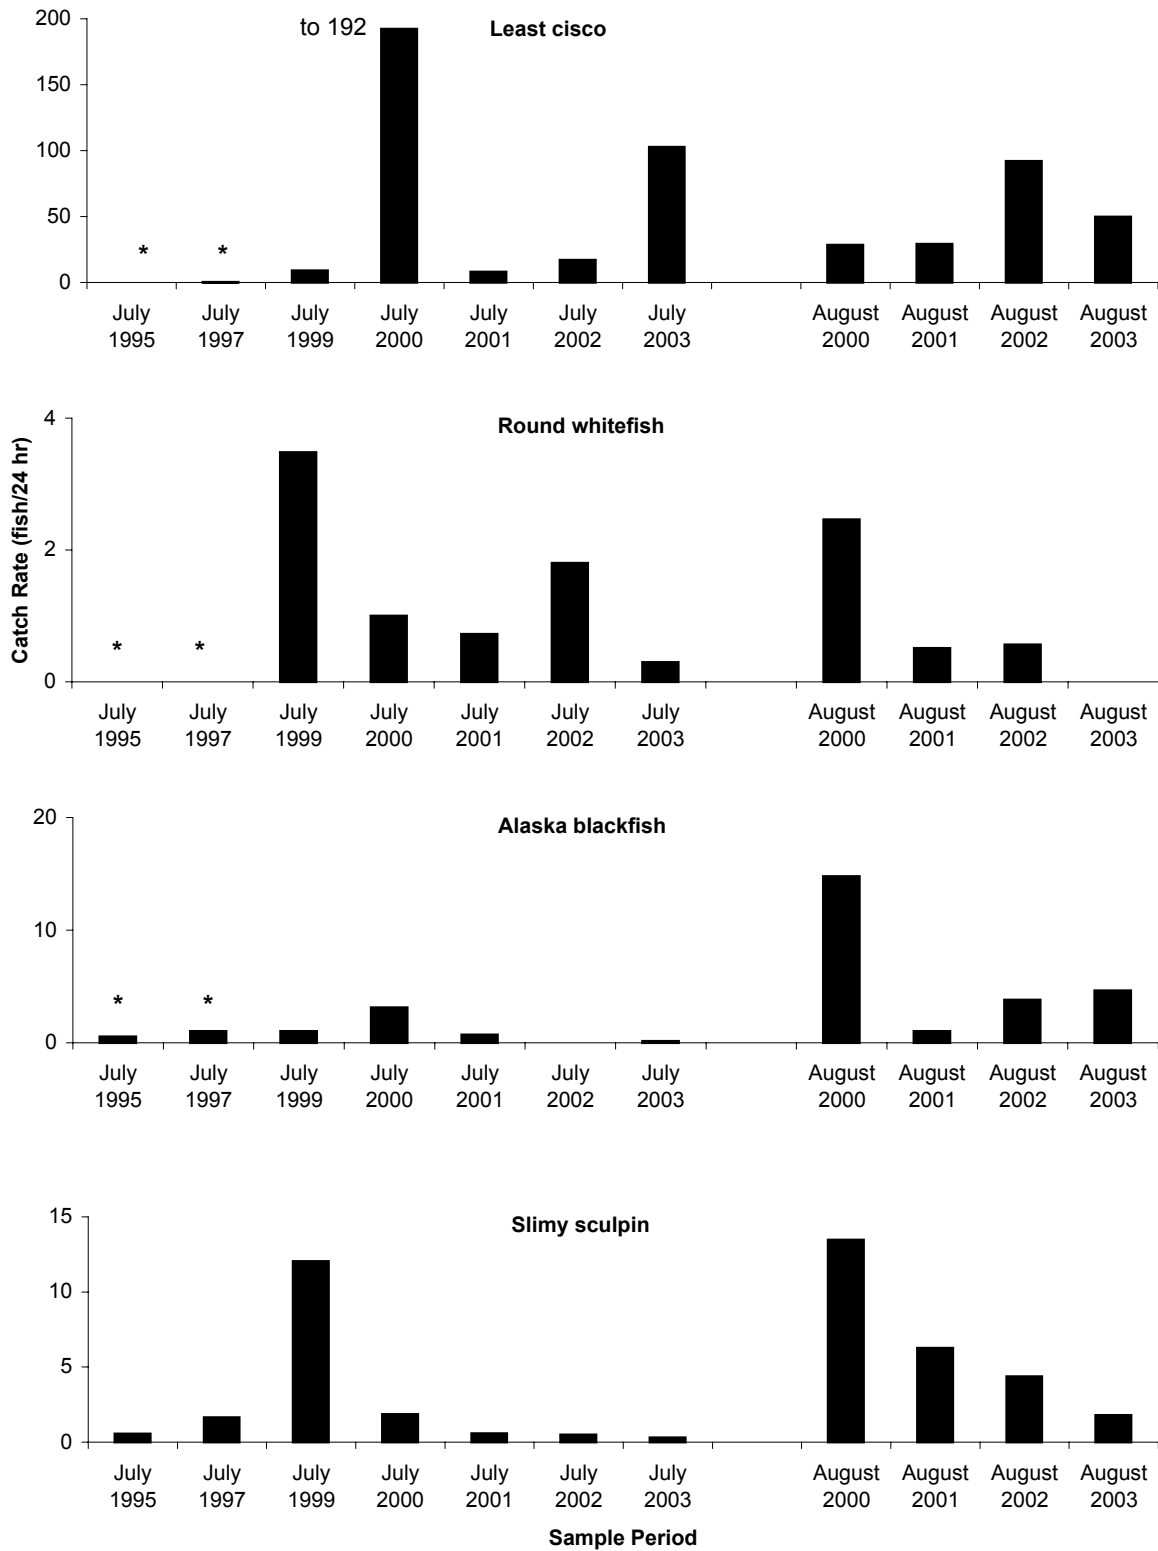 200
to 192
Least cisco
150
100
50
* *
0
July July July July July July July August August August August
1995 1997 1999 2000 2001 2002 2003 2000 2001 2002 2003
Catch Rate (fish/24 hr)
4
Round whitefish
2
* *
0
July July July July July July July August August August August
1995 1997 1999 2000 2001 2002 2003 2000 2001 2002 2003
20
Alaska blackfish
10
* *
0
July July July July July July July August August August August
1995 1997 1999 2000 2001 2002 2003 2000 2001 2002 2003
15
Slimy sculpin
10
5
0
July July July July July July July August August August August
1995 1997 1999 2000 2001 2002 2003 2000 2001 2002 2003
Sample Period